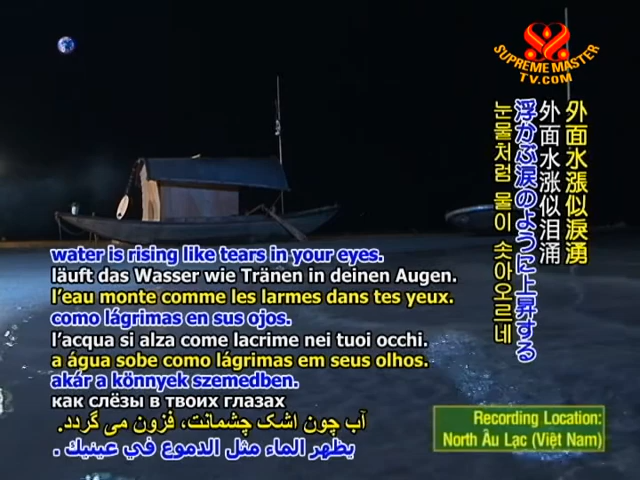 SUPREME MASTER
TV.COM
外面水漲似淚湧
外面水涨似泪涌
浮かぶ涙のように上昇する
눈물처럼 물이 솟아오르네
water is rising like tears in your eyes.
läuft das Wasser wie Tränen in deinen Augen.
l'eau monte comme les larmes dans tes yeux.
como lágrimas en sus ojos.
l'acqua si alza come lacrime nei tuoi occhi.
a água sobe como lágrimas em seus olhos.
akár a könnyek szemedben.
как слёзы в твоих глазах
آب چون اشک چشمانت، فزون می گردد.
يظهر الماء مثل الدموع في عينيك .
Recording Location:
North Âu Lạc (Việt Nam)